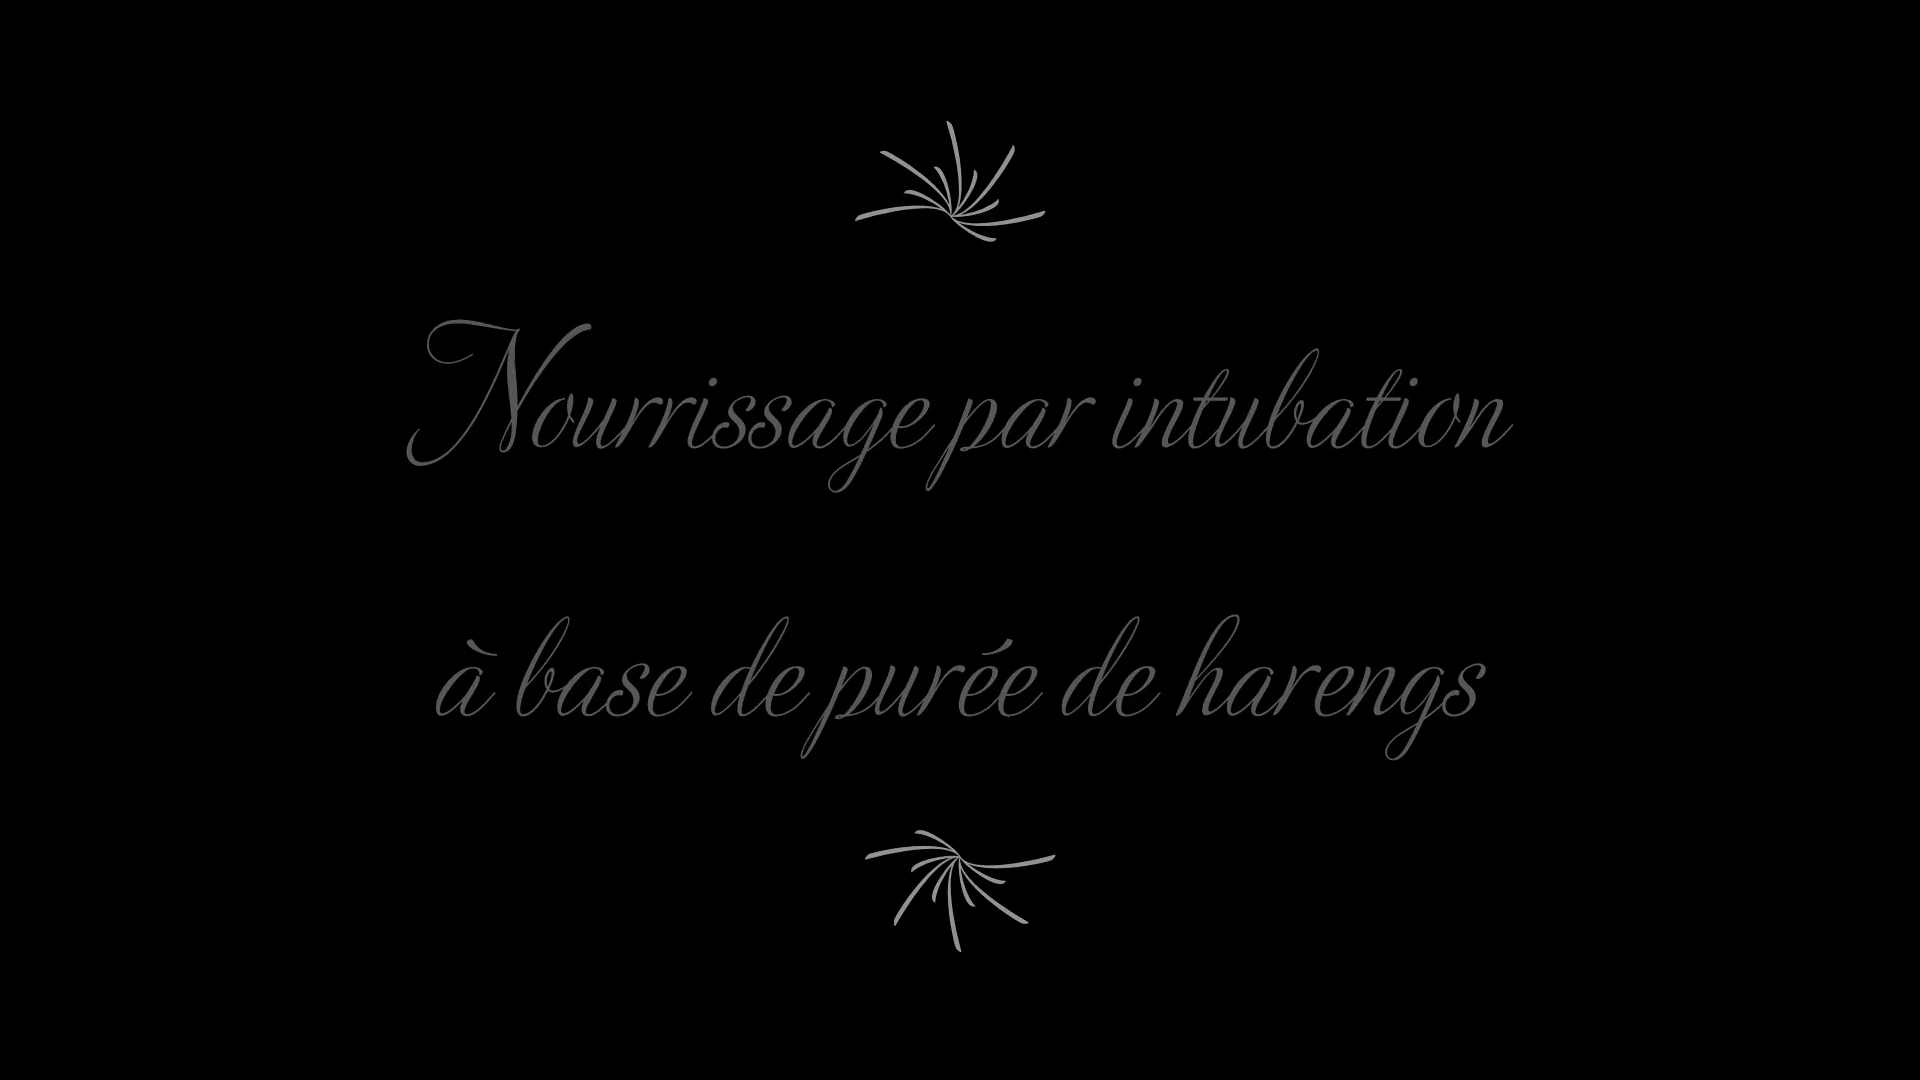 Nourrissage par intubation
à base de purée de harengs